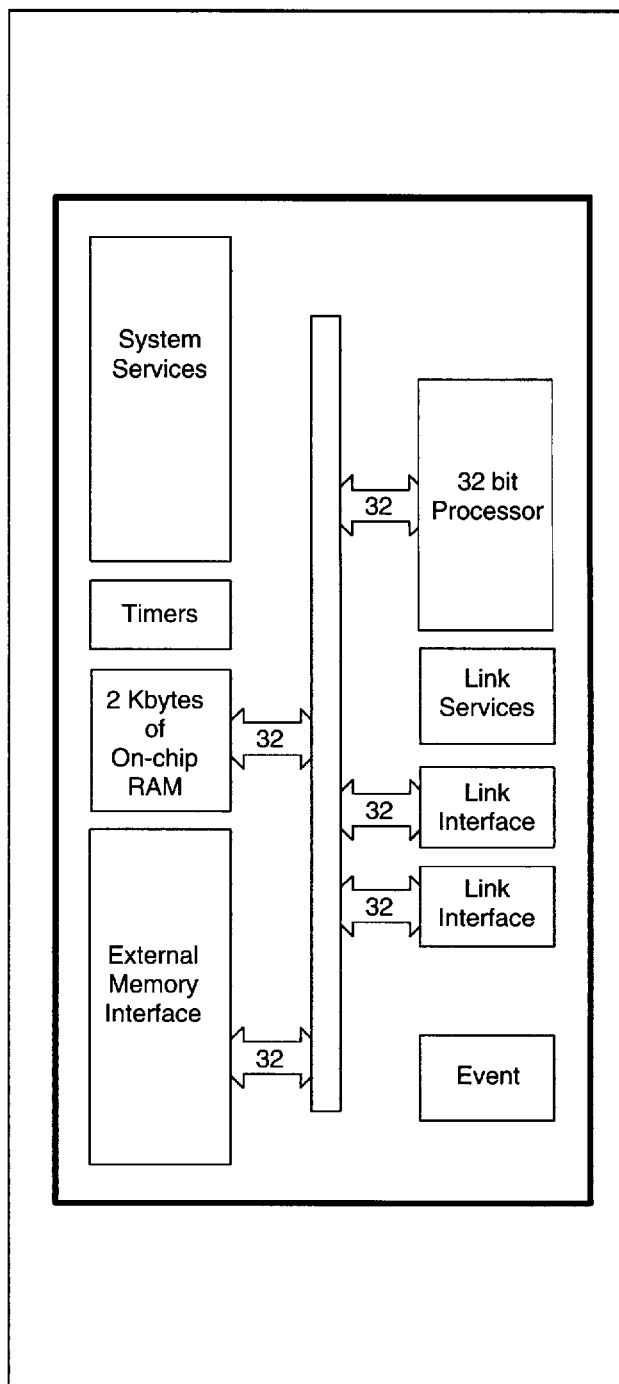 System
Services
Timers
2 Kbytes
of
On-chip
RAM
32
External
Memory
Interface
32
32
32 bit
Processor
Link
Services
32
Link
Interface
32
Link
Interface
Event